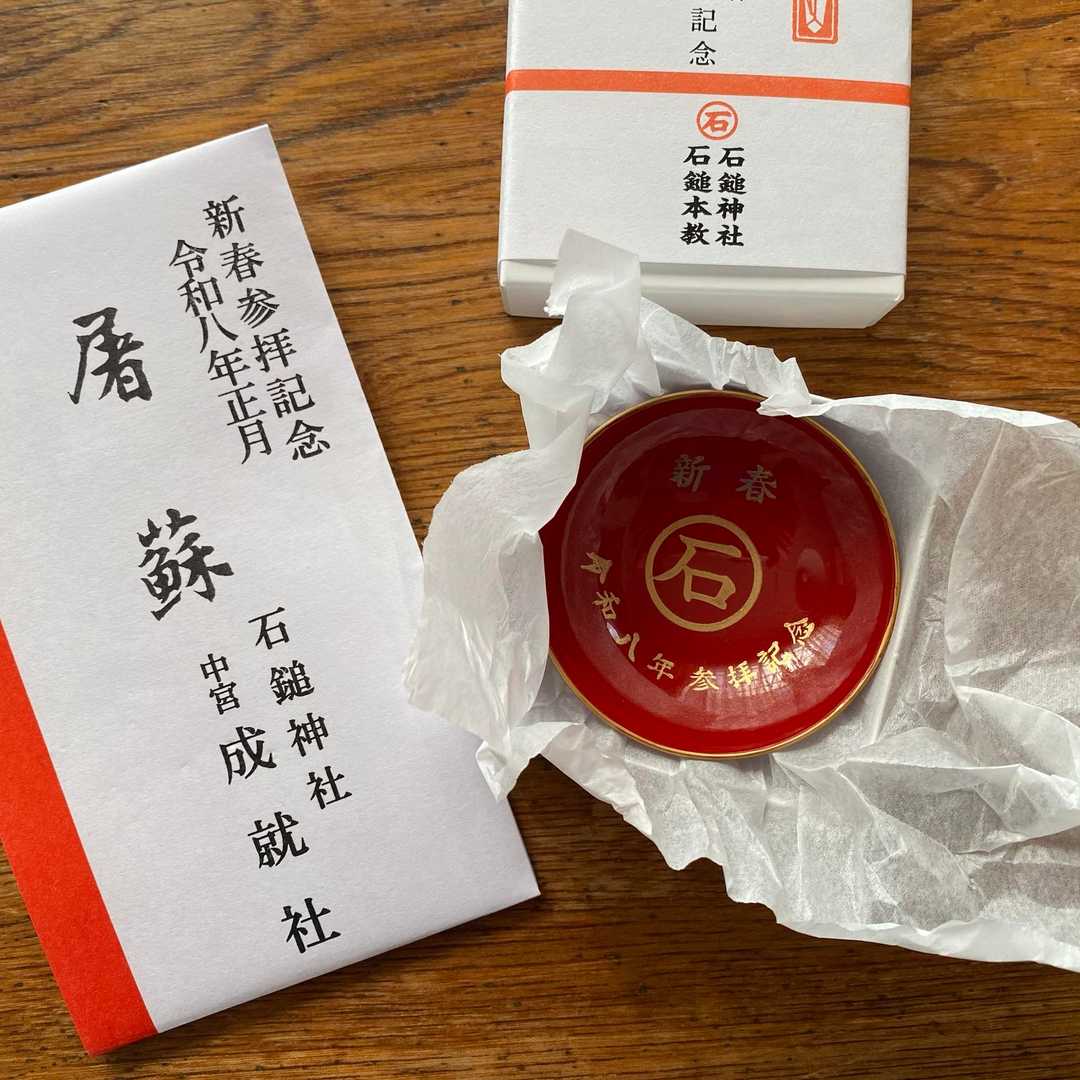 新春参拝記念
令和八年正月
屠蘇
石鎚神社
中宮 成就社
記念
石
石鎚神社
石鎚本教
新春
石
令和八年参拝記念